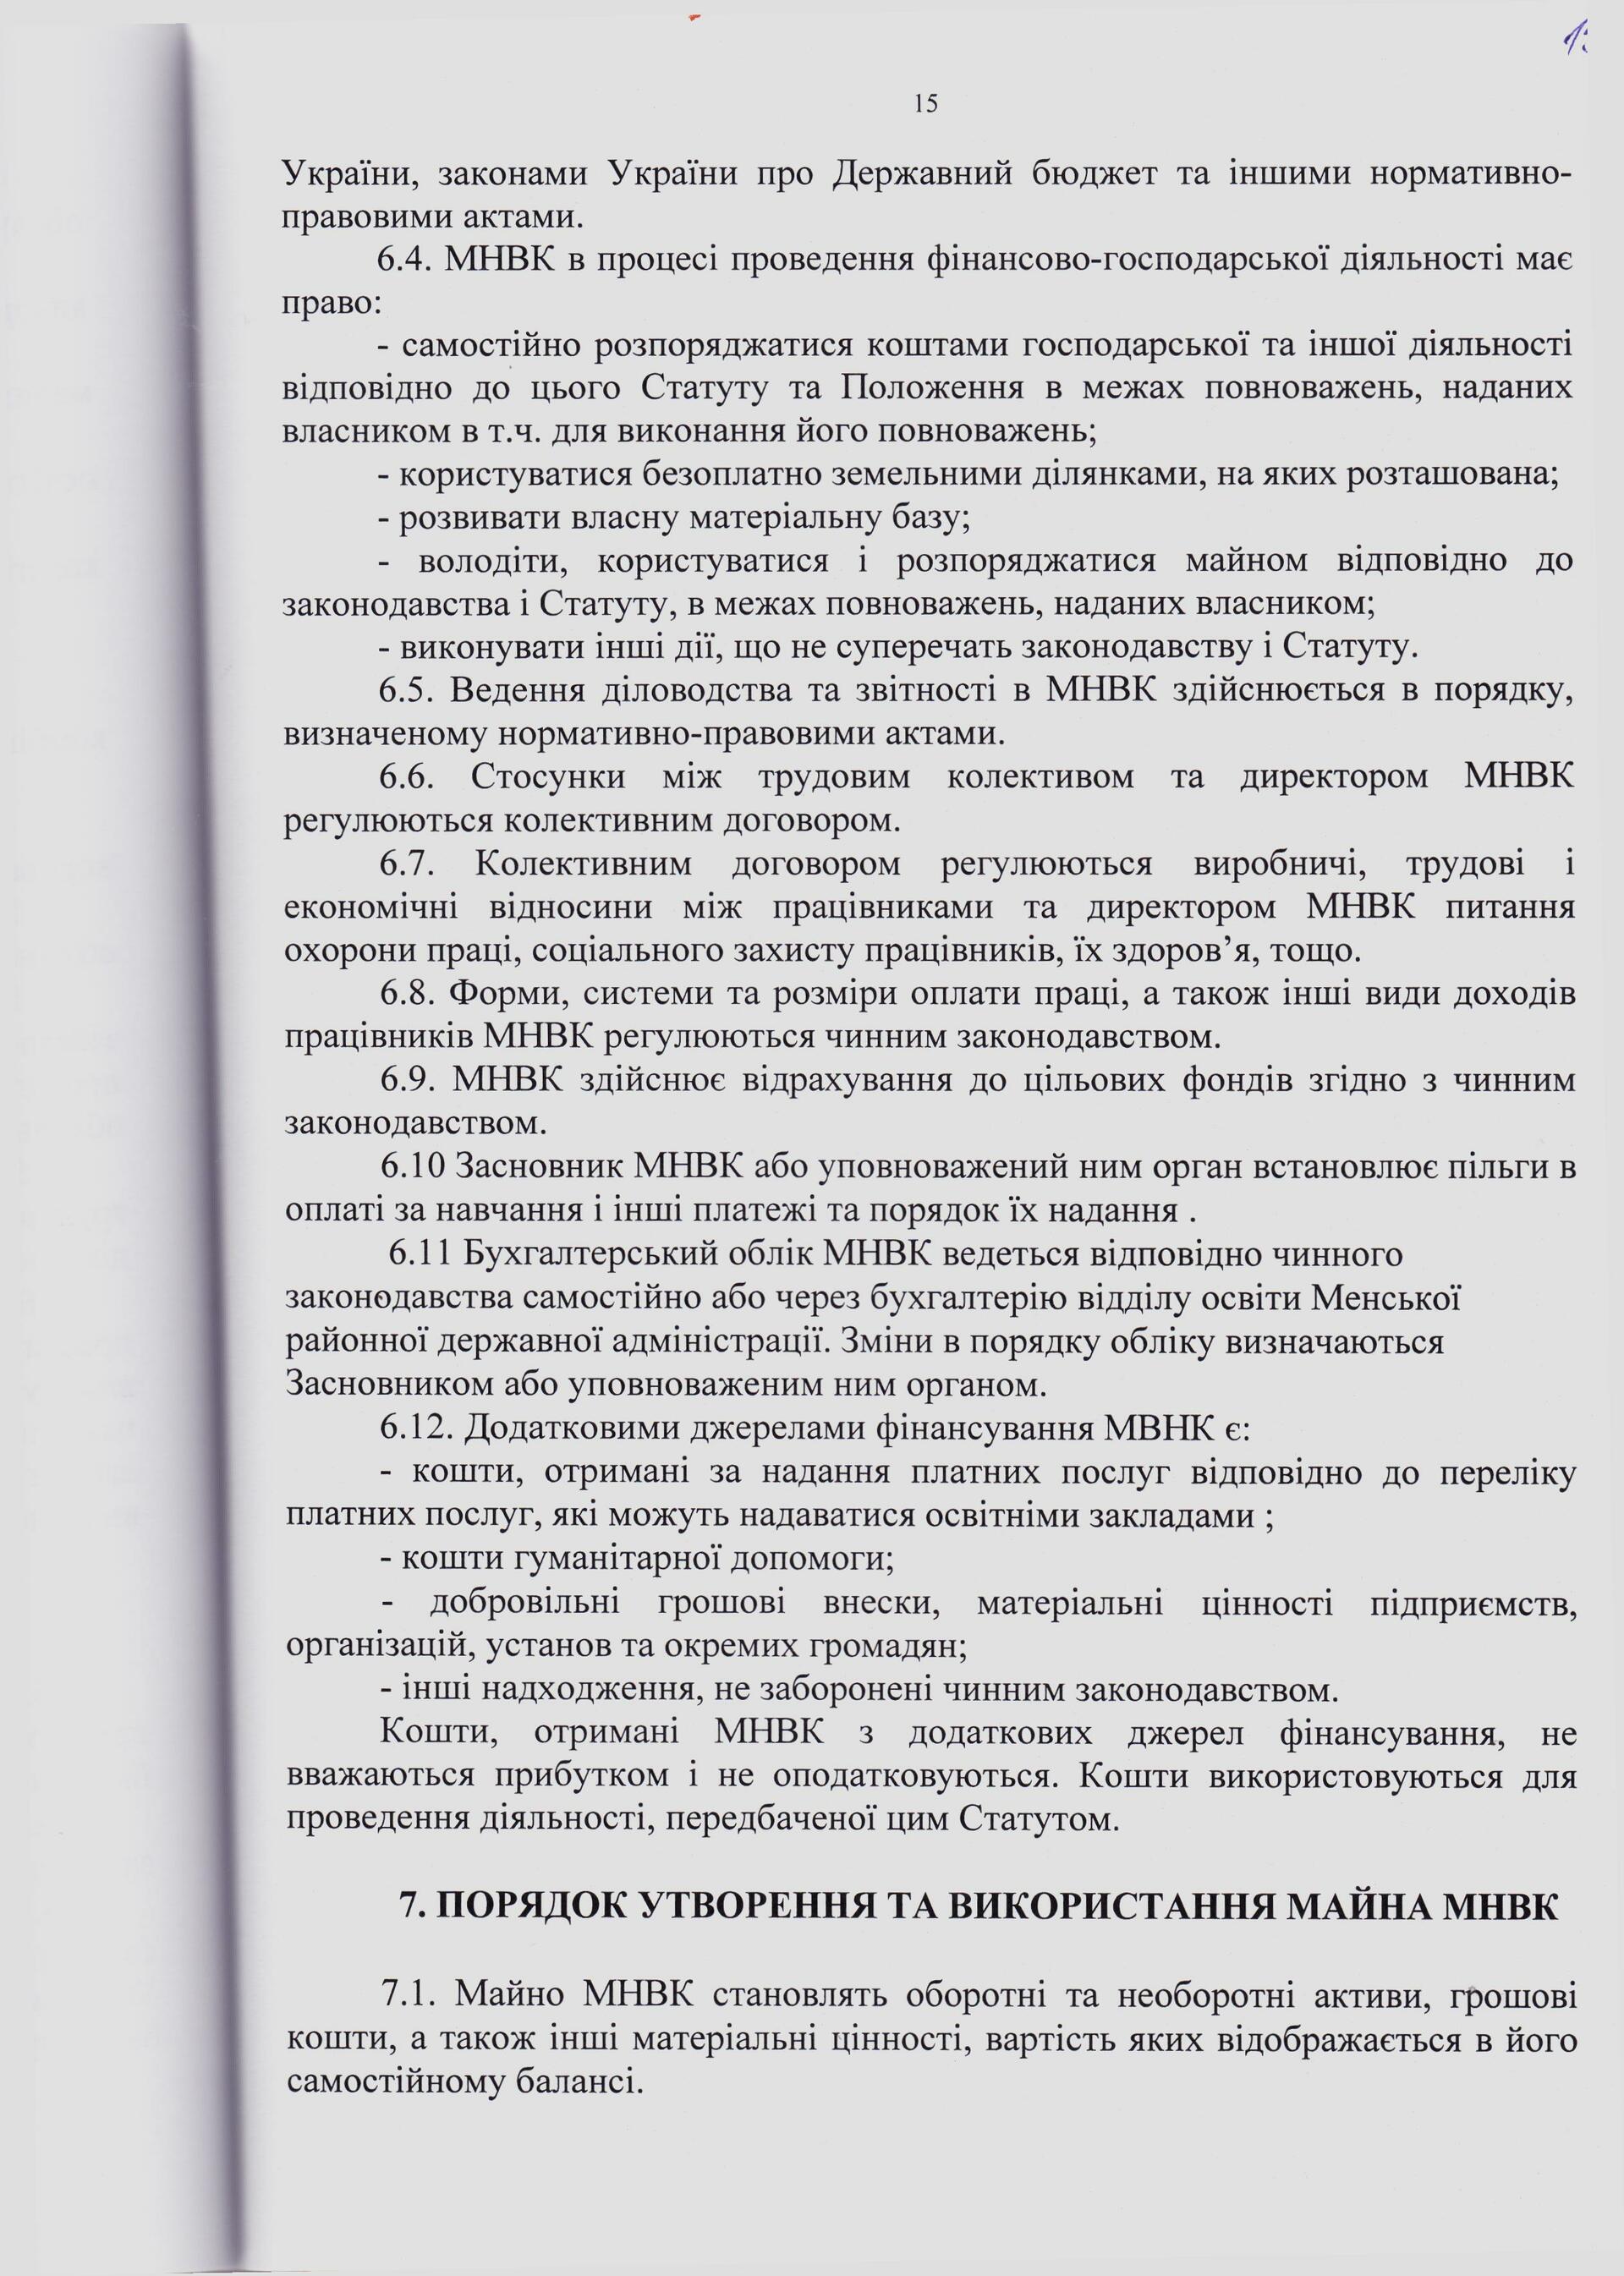 15
України, законами України про Державний бюджет та іншими нормативно-
правовими актами.
6.4. МНВК в процесі проведення фінансово-господарської діяльності має
право:
- самостійно розпоряджатися коштами господарської та іншої діяльності
відповідно до цього Статуту та Положення в межах повноважень, наданих
власником в т.ч. для виконання його повноважень;
- користуватися безоплатно земельними ділянками, на яких розташована;
- розвивати власну матеріальну базу;
- володіти, користуватися і розпоряджатися майном відповідно до
законодавства і Статуту, в межах повноважень, наданих власником;
- виконувати інші дії, що не суперечать законодавству і Статуту.
6.5. Ведення діловодства та звітності в МНВК здійснюється в порядку,
визначеному нормативно-правовими актами.
6.6. Стосунки між трудовим колективом та директором МНВК
регулюються колективним договором.
6.7. Колективним договором регулюються виробничі, трудові і
економічні відносини між працівниками та директором МНВК питання
охорони праці, соціального захисту працівників, їх здоров’я, тощо.
6.8. Форми, системи та розміри оплати праці, а також інші види доходів
працівників МНВК регулюються чинним законодавством.
6.9. МНВК здійснює відрахування до цільових фондів згідно з чинним
законодавством.
6.10 Засновник МНВК або уповноважений ним орган встановлює пільги в
оплаті за навчання і інші платежі та порядок їх надання .
6.11 Бухгалтерський облік МНВК ведеться відповідно чинного
законодавства самостійно або через бухгалтерію відділу освіти Менської
районної державної адміністрації. Зміни в порядку обліку визначаються
Засновником або уповноваженим ним органом.
6.12. Додатковими джерелами фінансування МВНК є:
- кошти, отримані за надання платних послуг відповідно до переліку
платних послуг, які можуть надаватися освітніми закладами ;
- кошти гуманітарної допомоги;
- добровільні грошові внески, матеріальні цінності підприємств,
організацій, установ та окремих громадян;
- інші надходження, не заборонені чинним законодавством.
Кошти, отримані МНВК з додаткових джерел фінансування, не
вважаються прибутком і не оподатковуються. Кошти використовуються для
проведення діяльності, передбаченої цим Статутом.
7. ПОРЯДОК УТВОРЕННЯ ТА ВИКОРИСТАННЯ МАЙНА МНВК
7.1. Майно МНВК становлять оборотні та необоротні активи, грошові
кошти, а також інші матеріальні цінності, вартість яких відображається в його
самостійному балансі.